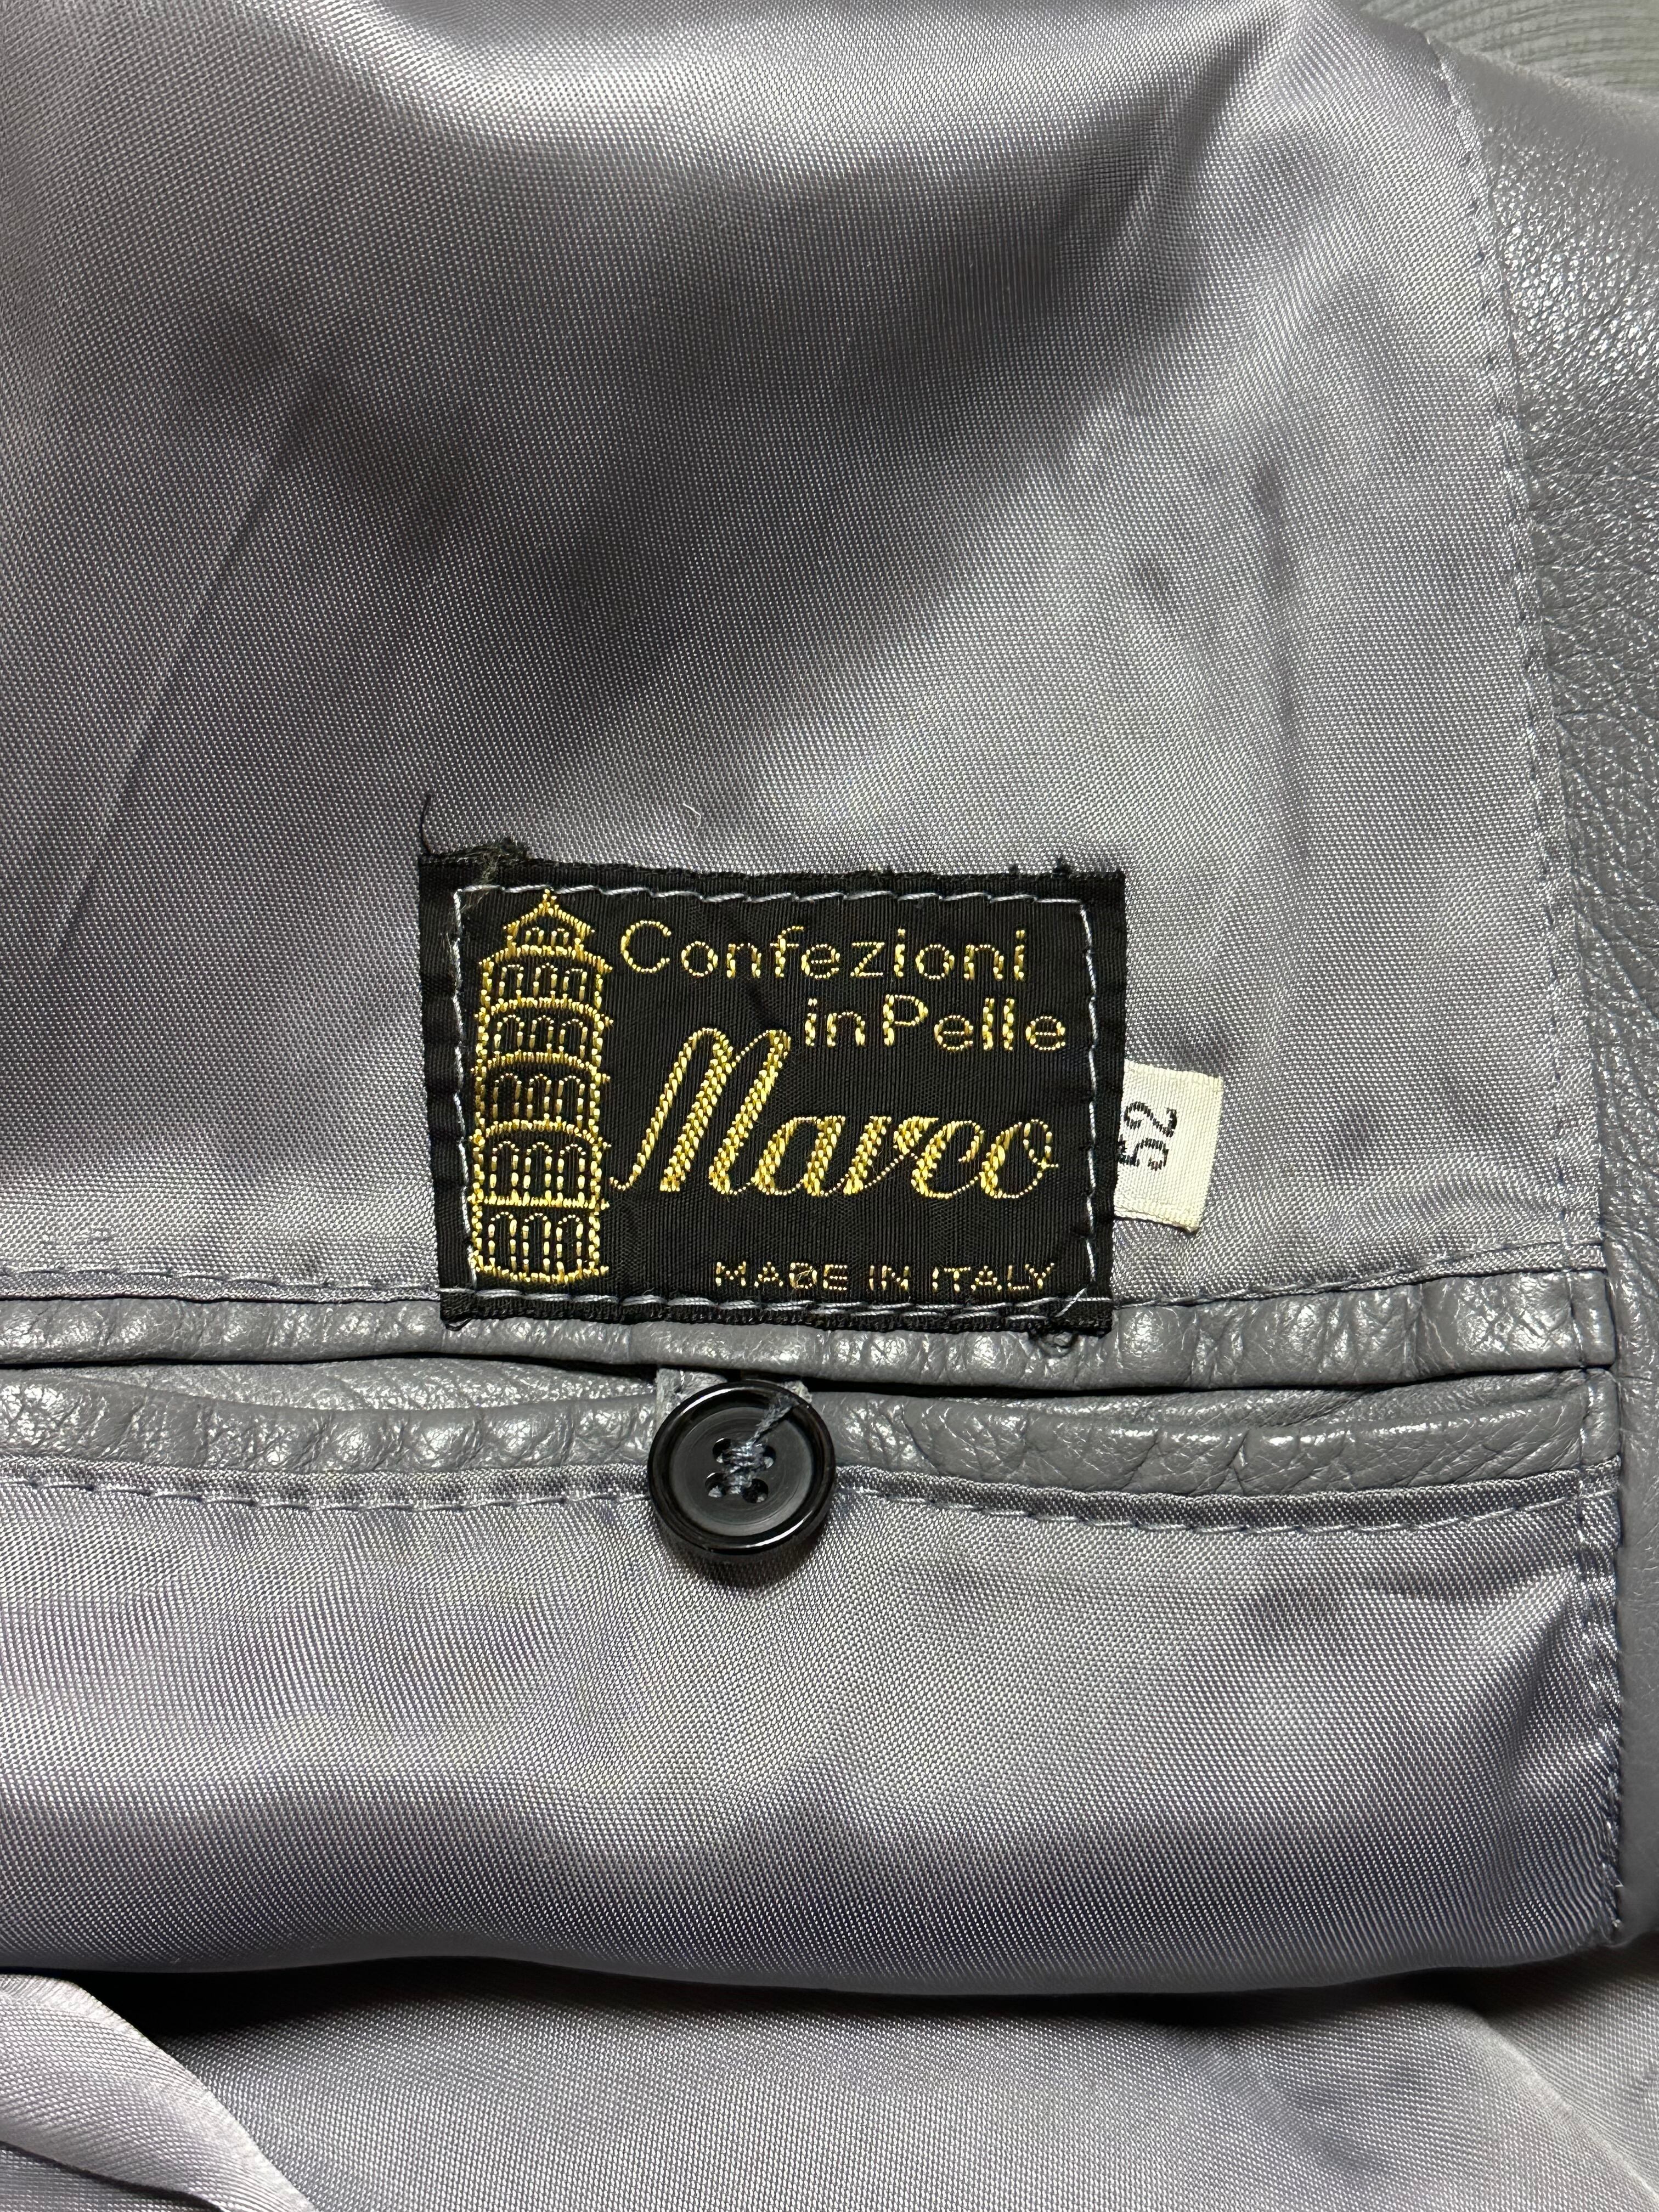 Confezioni
in Pelle
Marco
MADE IN ITALY
52